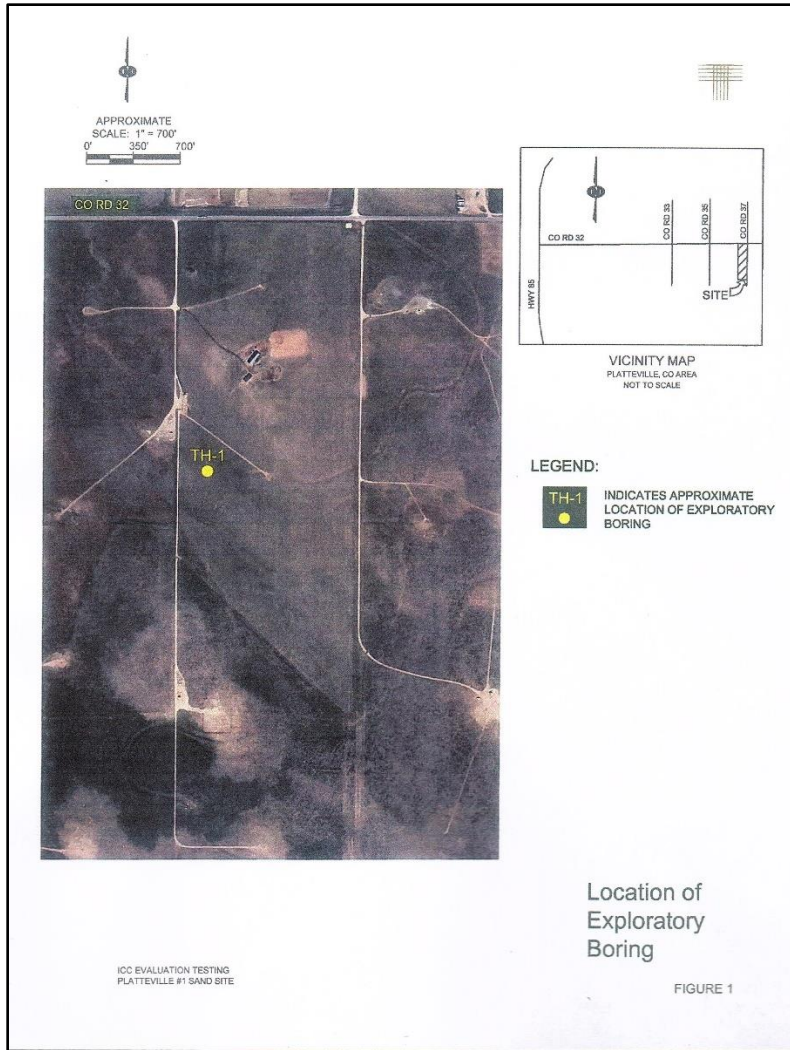 APPROXIMATE
SCALE: 1" = 700'
0' 350' 700'
CO RD 32
TH-1
CO RD 33
CO RD 35
CO RD 37
CO RD 32
HWY 85
SITE
VICINITY MAP
PLATTEVILLE, CO AREA
NOT TO SCALE
LEGEND:
TH-1
INDICATES APPROXIMATE
LOCATION OF EXPLORATORY
BORING
Location of
Exploratory
Boring
ICC EVALUATION TESTING
PLATTEVILLE #1 SAND SITE
FIGURE 1